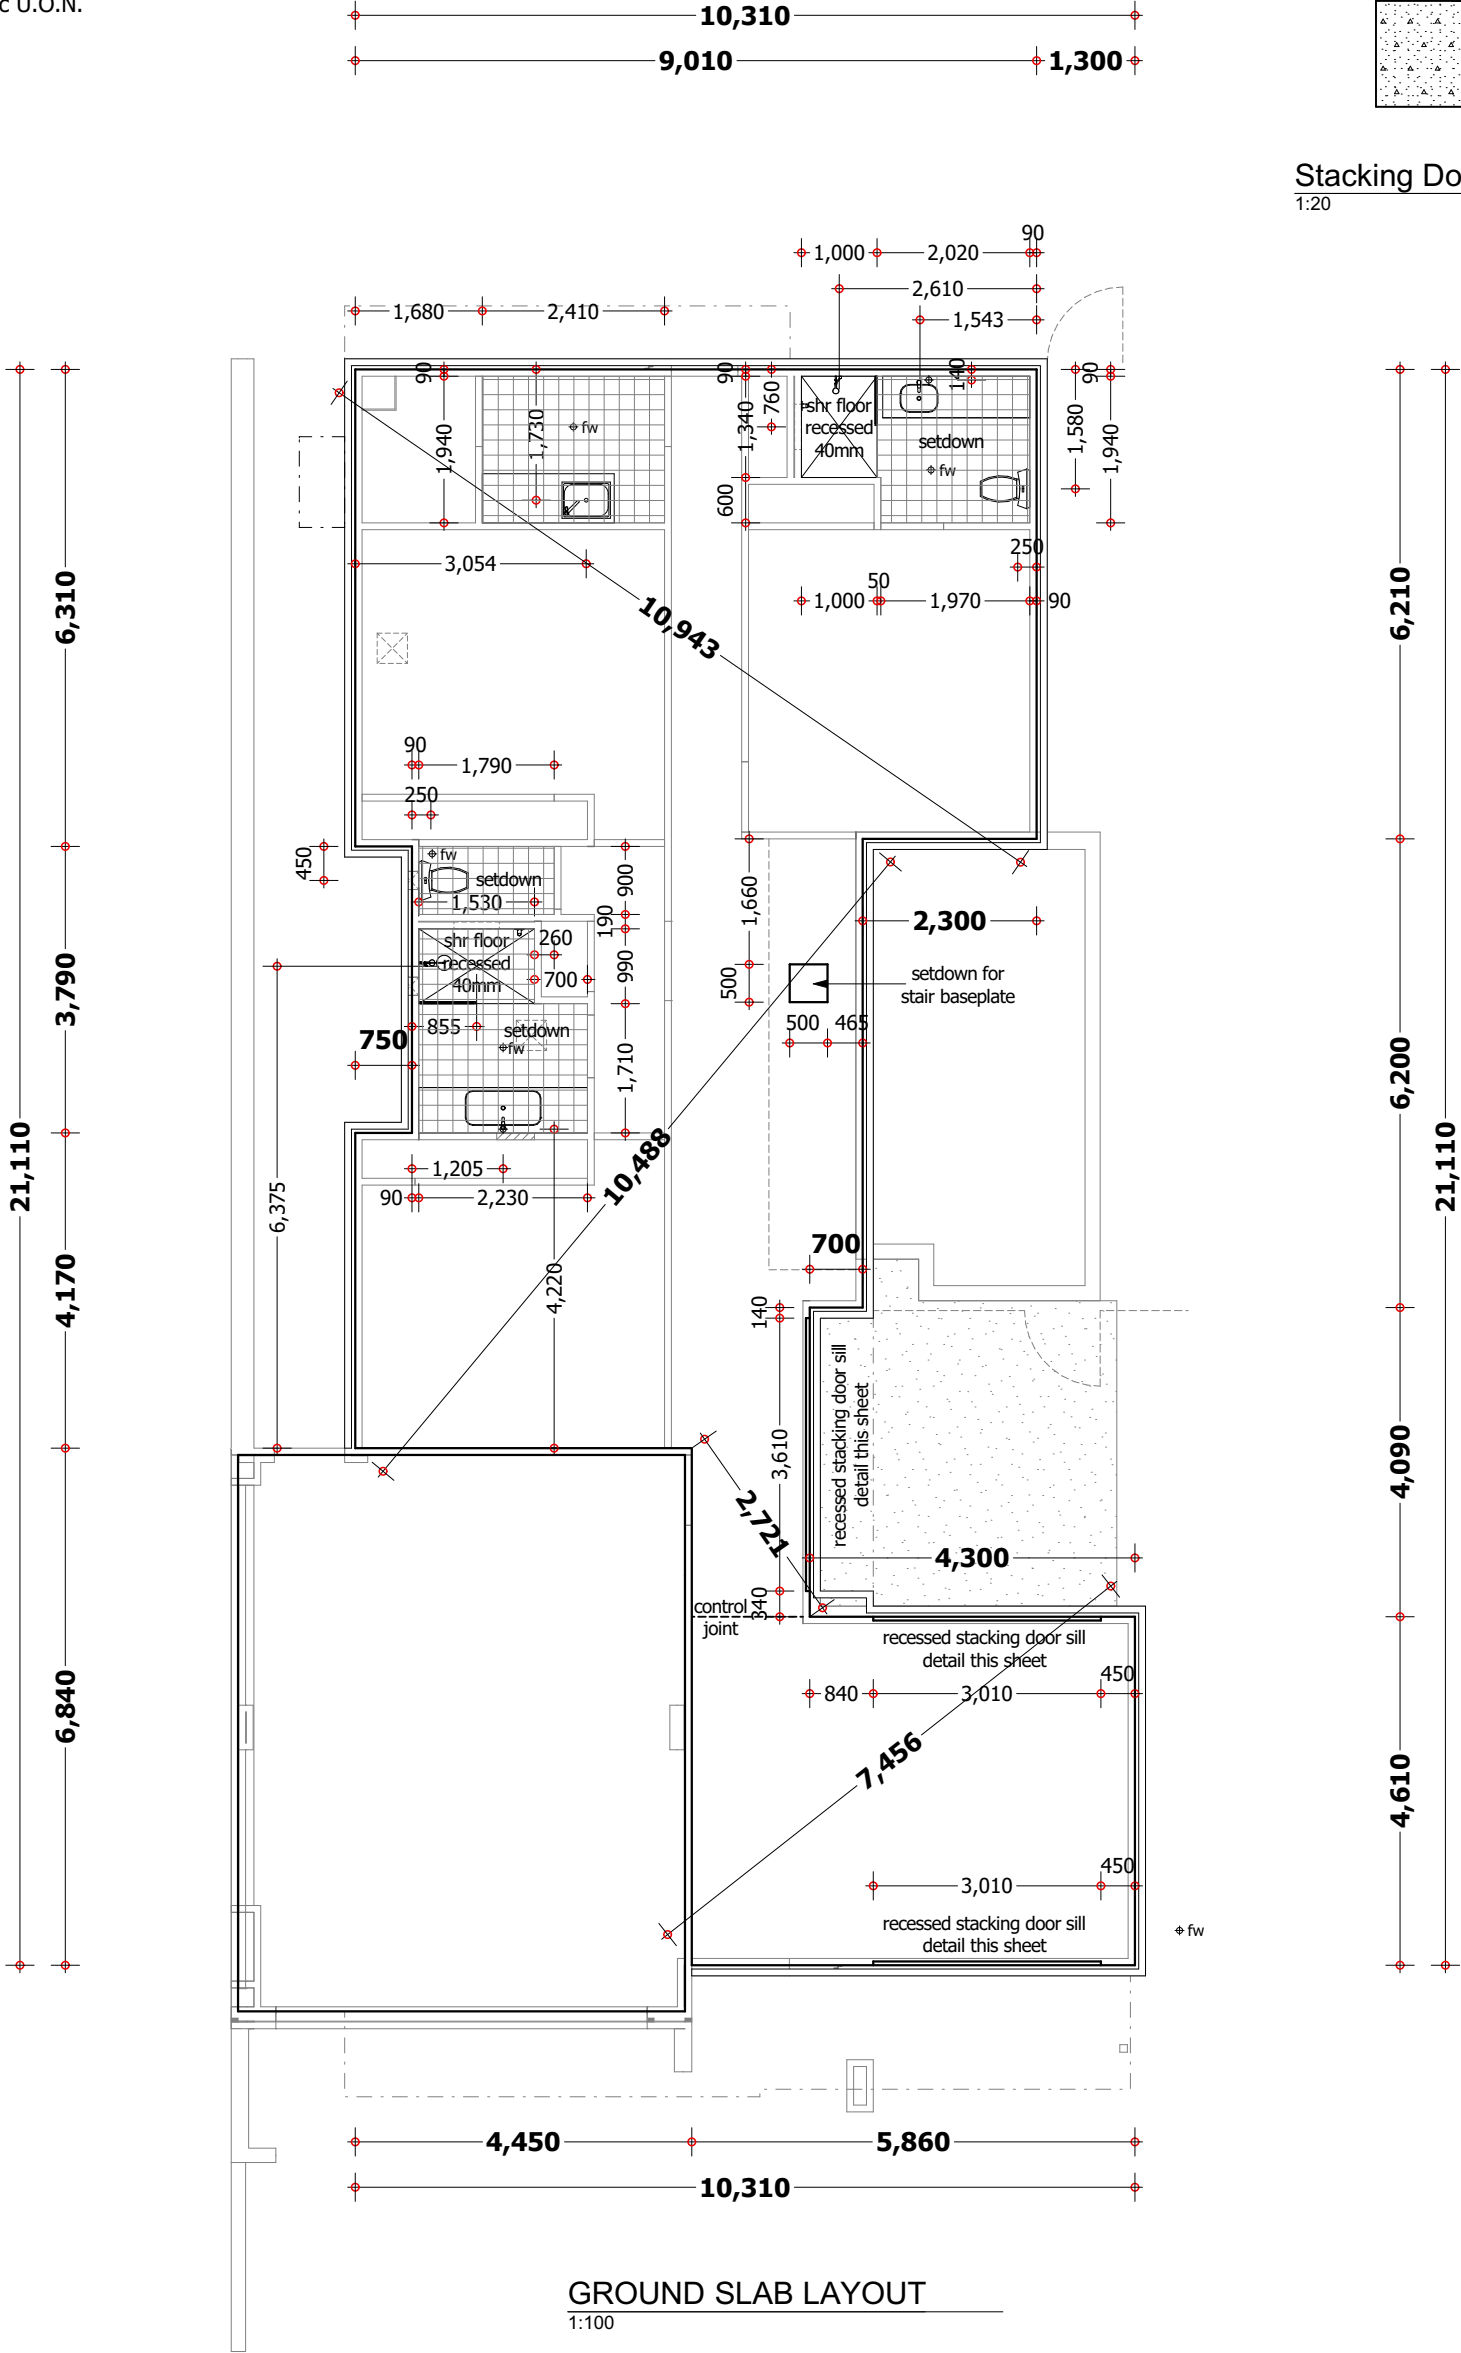 c U.O.N.
10,310
9,010
1,300
Stacking Do
1:20
90
1,000
2,020
2,610
1,543
1,680
2,410
90
1,940
1,730
fw
90
1,340
760
600
shr floor
recessed
40mm
140
setdown
fw
1,580
90
1,940
3,054
250
50
1,000
1,970
90
10,943
6,310
6,210
90
1,790
250
450
fw
setdown
1,530
900
190
shr floor
recessed
40mm
260
700
990
855
setdown
fw
750
1,710
1,660
500
2,300
setdown for
stair baseplate
500
465
3,790
6,200
21,110
21,110
6,375
1,205
90
2,230
10,488
4,220
4,170
700
140
3,610
340
recessed stacking door sill
detail this sheet
4,090
2,721
4,300
control
joint
recessed stacking door sill
detail this sheet
840
3,010
450
7,456
6,840
4,610
3,010
450
recessed stacking door sill
detail this sheet
fw
4,450
5,860
10,310
GROUND SLAB LAYOUT
1:100